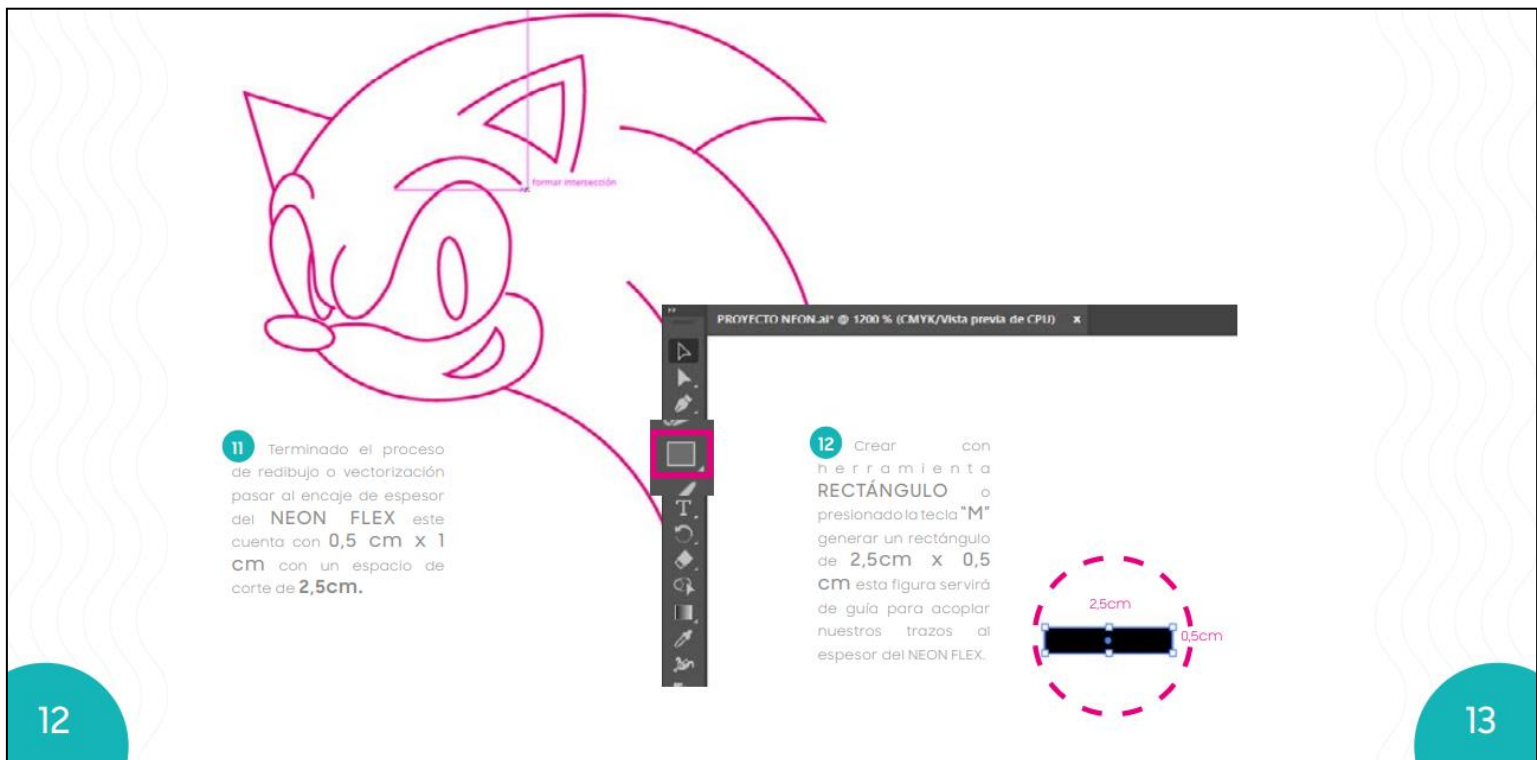 formar intersección
11 Terminado el proceso
de redibujo o vectorización
pasar al encaje de espesor
del NEON FLEX este
cuenta con 0,5 cm x 1
cm con un espacio de
corte de 2,5cm.
12
PROYECTO NEON.ai* @ 1200 % (CMYK/Vista previa de CPU) x
T
12 Crear con
herramienta
RECTÁNGULO o
presionado la tecla "M"
generar un rectángulo
de 2,5cm x 0,5
cm esta figura servirá
de guía para acoplar
nuestros trazos al
espesor del NEON FLEX.
2,5cm
0,5cm
13